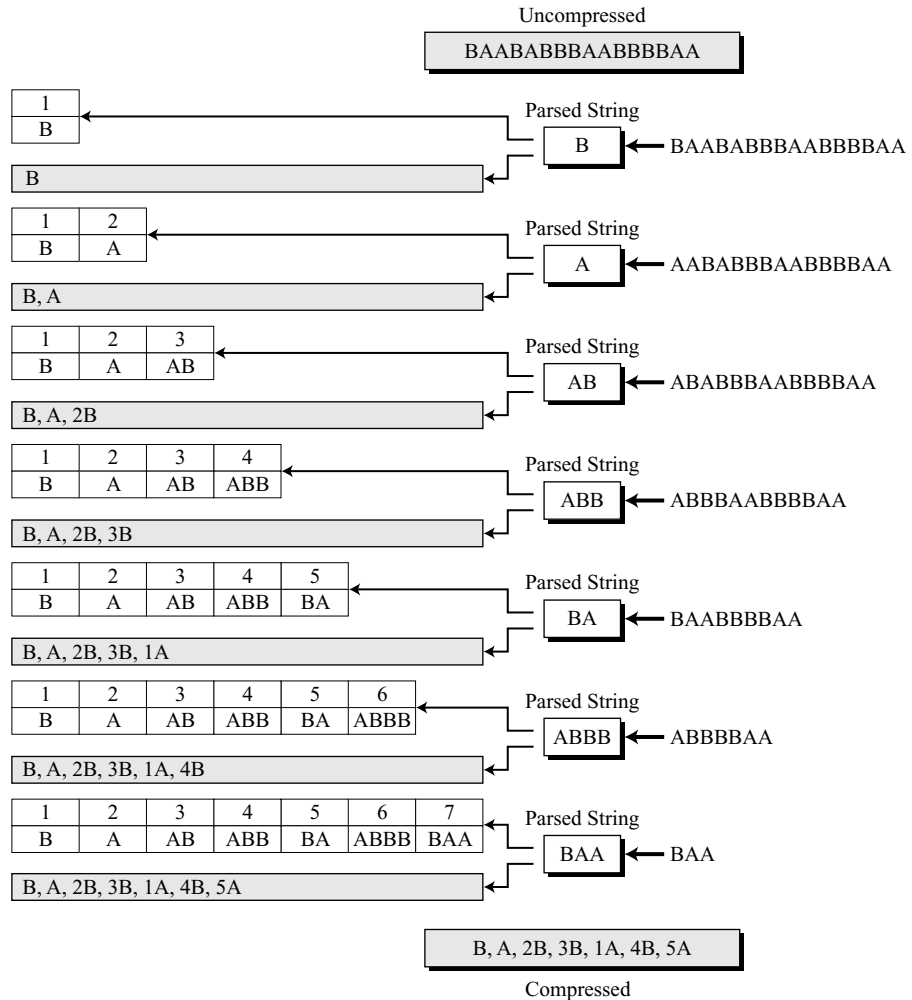 Uncompressed
BAABABBBAABBBBAA
1
B
Parsed String
B
BAABABBBAABBBBAA
B
1 2
B A
Parsed String
A
AABABBBAABBBBAA
B, A
1 2 3
B A AB
Parsed String
AB
ABABBBAABBBBAA
B, A, 2B
1 2 3 4
B A AB ABB
Parsed String
ABB
ABBBAABBBBAA
B, A, 2B, 3B
1 2 3 4 5
B A AB ABB BA
Parsed String
BA
BAABBBBAA
B, A, 2B, 3B, 1A
1 2 3 4 5 6
B A AB ABB BA ABBB
Parsed String
ABBB
ABBBBAA
B, A, 2B, 3B, 1A, 4B
1 2 3 4 5 6 7
B A AB ABB BA ABBB BAA
Parsed String
BAA
BAA
B, A, 2B, 3B, 1A, 4B, 5A
B, A, 2B, 3B, 1A, 4B, 5A
Compressed